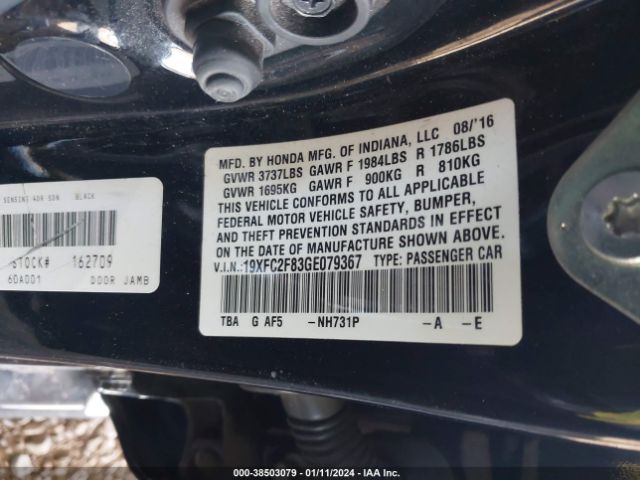 SENSING 4DR SDN BLACK
STOCK# 162709
60A001 DOOR JAMB
MFD. BY HONDA MFG. OF INDIANA, LLC 08/'16
GVWR 3737LBS GAWR F 1984LBS R 1786LBS
GVWR 1695KG GAWR F 900KG R 810KG
THIS VEHICLE CONFORMS TO ALL APPLICABLE
FEDERAL MOTOR VEHICLE SAFETY, BUMPER,
AND THEFT PREVENTION STANDARDS IN EFFECT
ON THE DATE OF MANUFACTURE SHOWN ABOVE.
V.I.N.: 19XFC2F83GE079367 TYPE: PASSENGER CAR
TBA G AF5 -NH731P -A -E
000-38503079 - 01/11/2024 - IAA Inc.